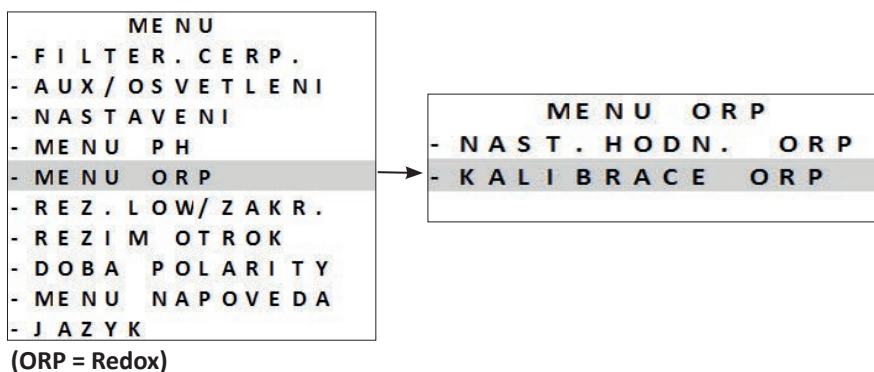 MENU
- FILTER.CERP.
- AUX/OSVETLENI
- NASTAVENI
- MENU PH
- MENU ORP
- REZ.LOW/ZAKR.
- REZIM OTROK
- DOBA POLARITY
- MENU NAPOVEDA
- JAZYK
(ORP = Redox)
MENU ORP
- NAST.HODN. ORP
- KALIBRACE ORP